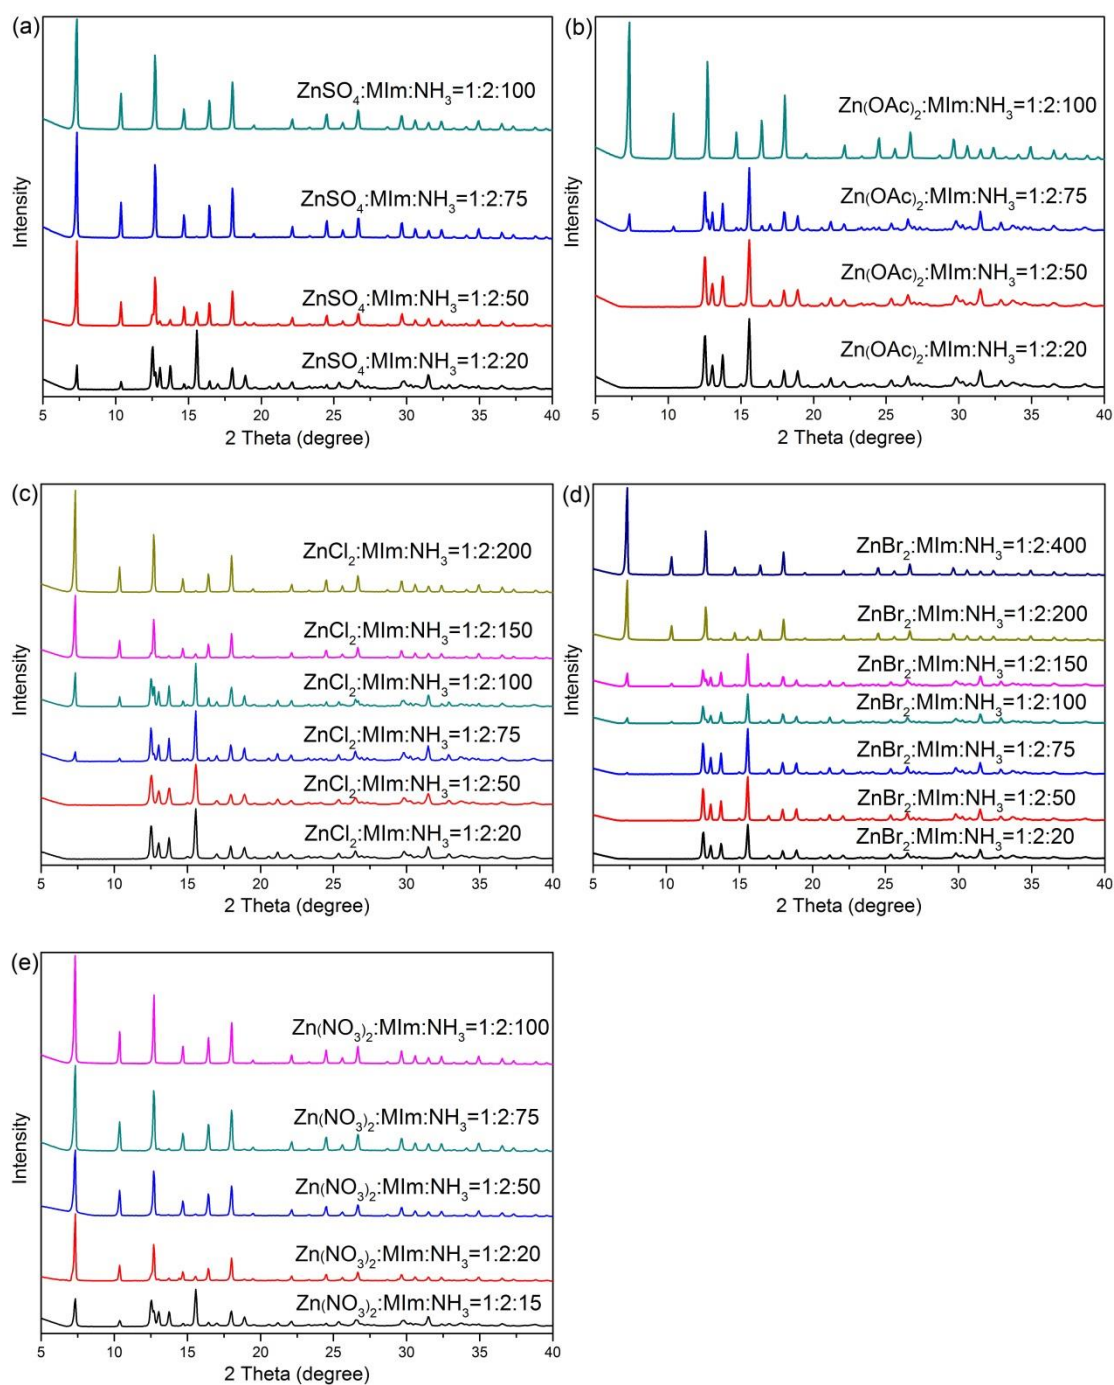 (a)
ZnSO₄:MIm:NH₃=1:2:100
ZnSO₄:MIm:NH₃=1:2:75
ZnSO₄:MIm:NH₃=1:2:50
ZnSO₄:MIm:NH₃=1:2:20
Intensity
5 10 15 20 25 30 35 40
2 Theta (degree)
(b)
Zn(OAc)₂:MIm:NH₃=1:2:100
Zn(OAc)₂:MIm:NH₃=1:2:75
Zn(OAc)₂:MIm:NH₃=1:2:50
Zn(OAc)₂:MIm:NH₃=1:2:20
Intensity
5 10 15 20 25 30 35 40
2 Theta (degree)
(c)
ZnCl₂:MIm:NH₃=1:2:200
ZnCl₂:MIm:NH₃=1:2:150
ZnCl₂:MIm:NH₃=1:2:100
ZnCl₂:MIm:NH₃=1:2:75
ZnCl₂:MIm:NH₃=1:2:50
ZnCl₂:MIm:NH₃=1:2:20
Intensity
5 10 15 20 25 30 35 40
2 Theta (degree)
(d)
ZnBr₂:MIm:NH₃=1:2:400
ZnBr₂:MIm:NH₃=1:2:200
ZnBr₂:MIm:NH₃=1:2:150
ZnBr₂:MIm:NH₃=1:2:100
ZnBr₂:MIm:NH₃=1:2:75
ZnBr₂:MIm:NH₃=1:2:50
ZnBr₂:MIm:NH₃=1:2:20
Intensity
5 10 15 20 25 30 35 40
2 Theta (degree)
(e)
Zn(NO₃)₂:MIm:NH₃=1:2:100
Zn(NO₃)₂:MIm:NH₃=1:2:75
Zn(NO₃)₂:MIm:NH₃=1:2:50
Zn(NO₃)₂:MIm:NH₃=1:2:20
Zn(NO₃)₂:MIm:NH₃=1:2:15
Intensity
5 10 15 20 25 30 35 40
2 Theta (degree)